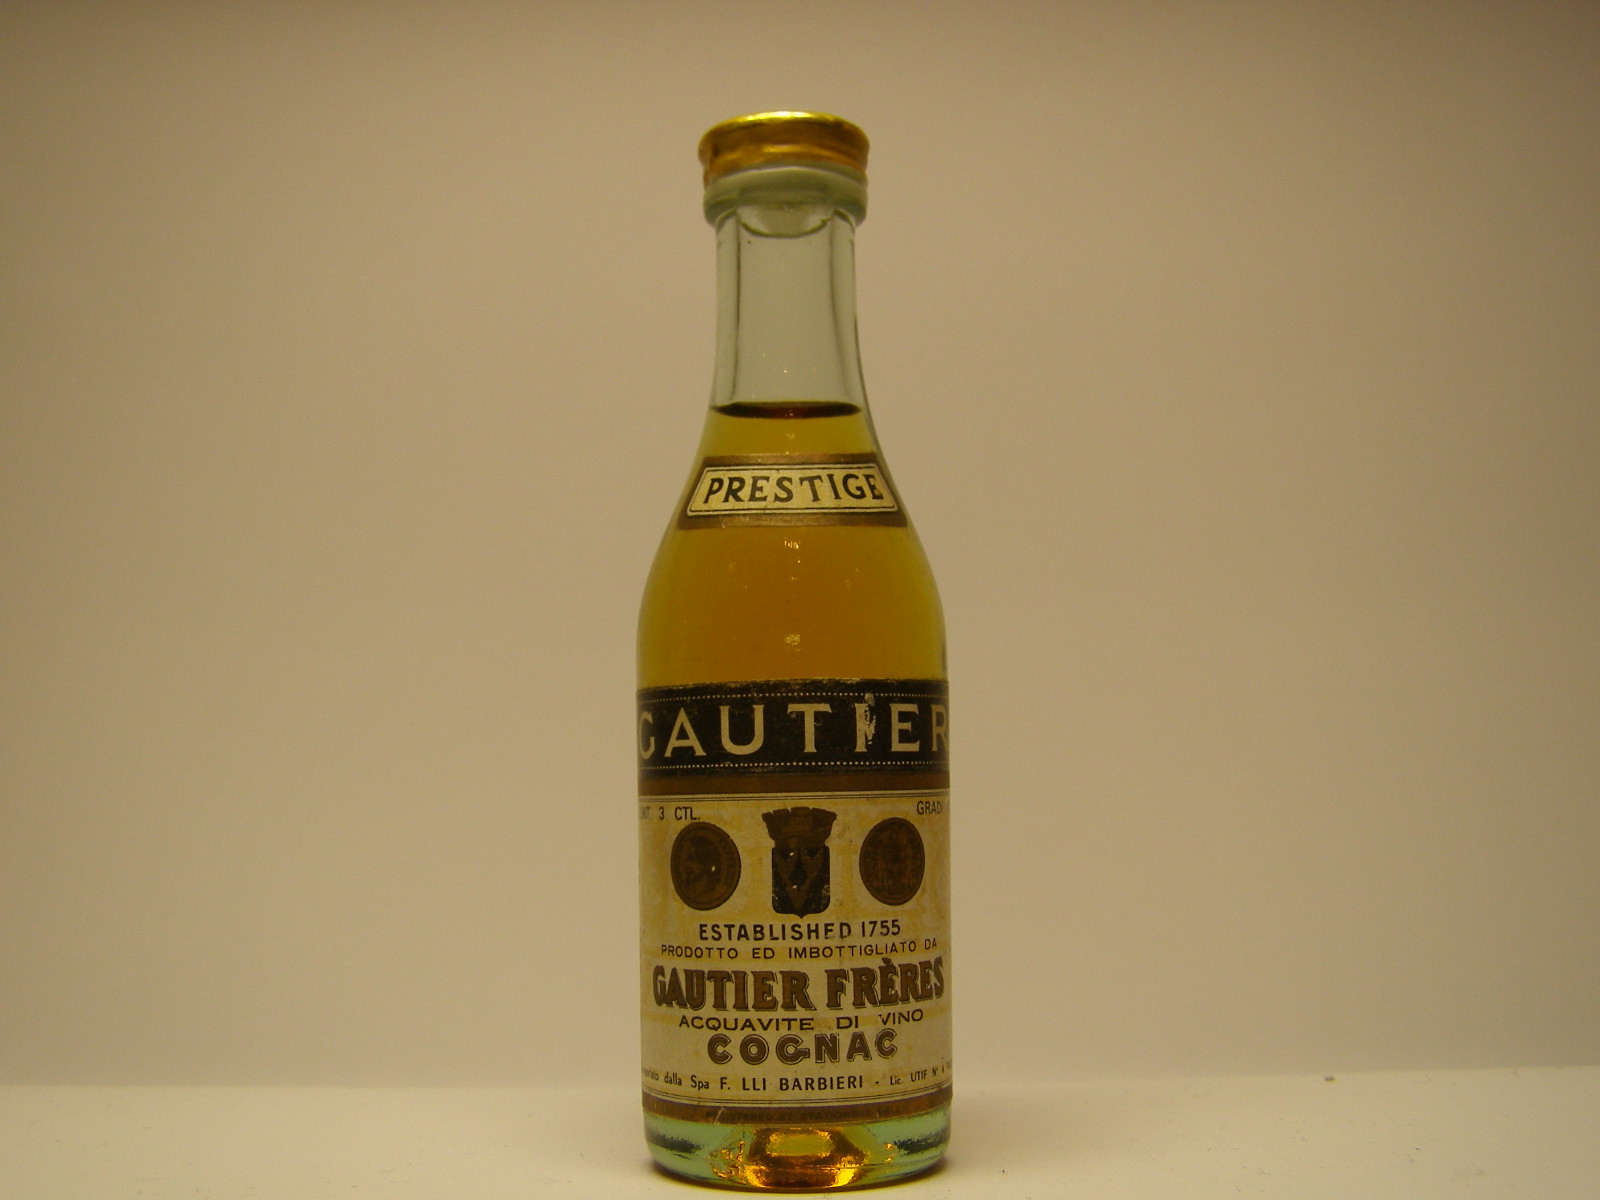 PRESTIGE
GAUTIER
3 CTL.
ESTABLISHED 1755
PRODOTTO ED IMBOTTIGLIATO DA
GAUTIER FRÈRES
ACQUAVITE DI VINO
COGNAC
dalla Spa F. LLI BARBIERI - Lic. UTIF N°